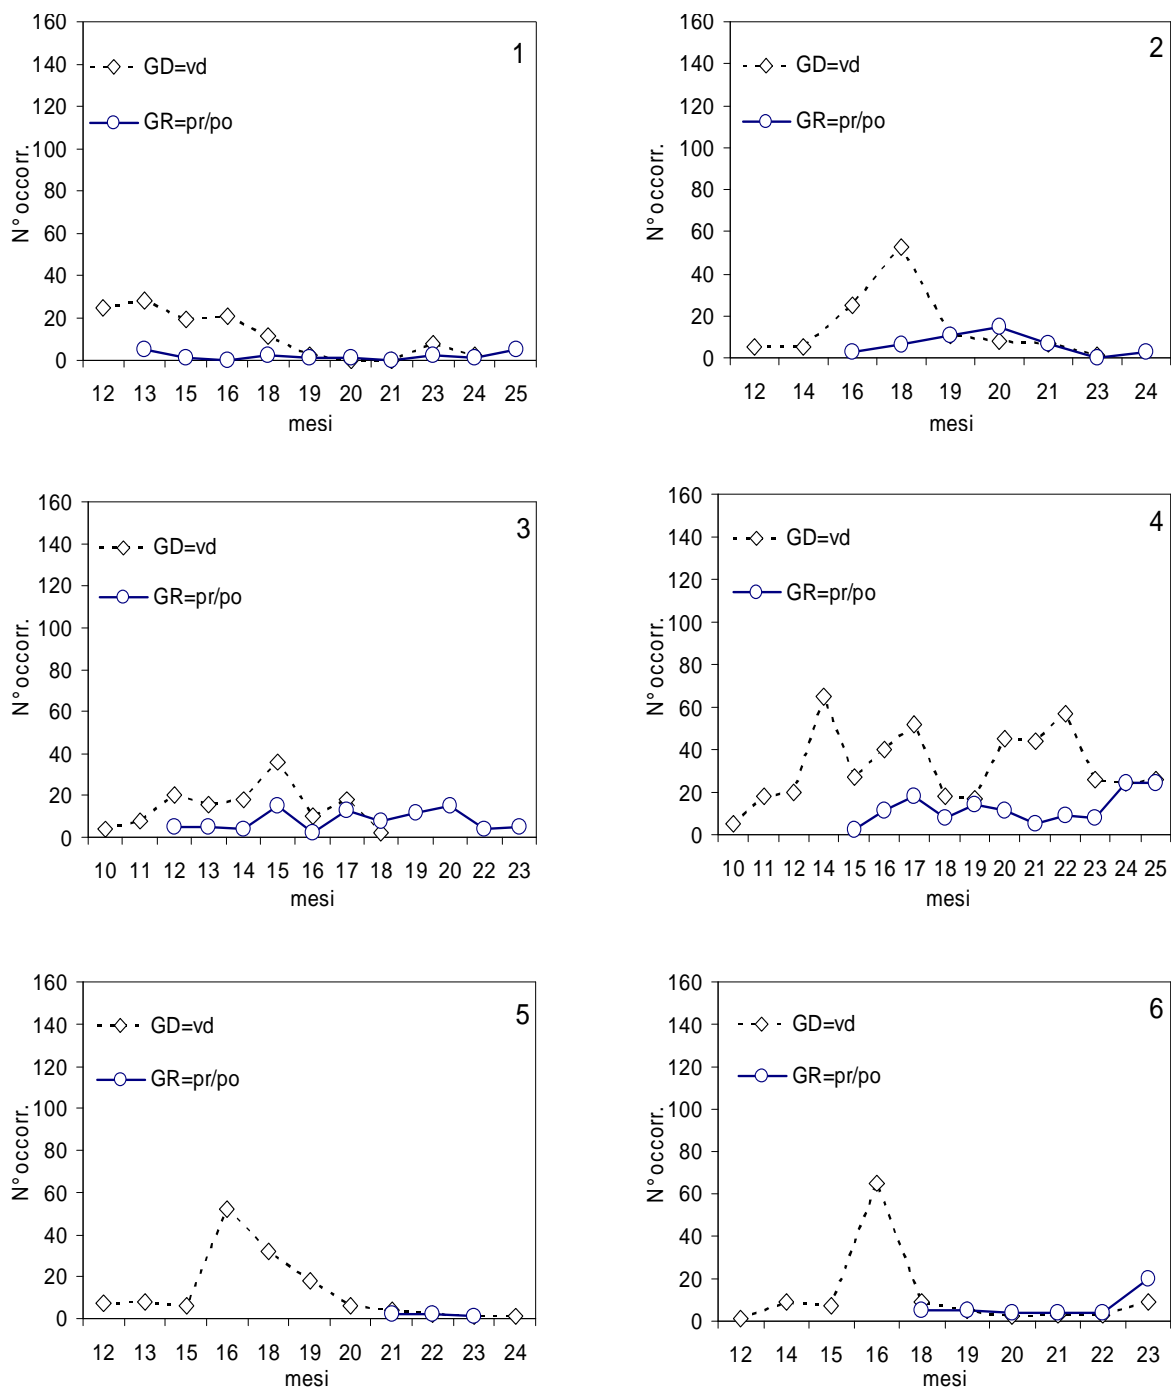 160
140
120
100
80
60
40
20
0
N°occorr.
GD=vd
GR=pr/po
1
12 13 15 16 18 19 20 21 23 24 25
mesi
160
140
120
100
80
60
40
20
0
N°occorr.
GD=vd
GR=pr/po
2
12 14 16 18 19 20 21 23 24
mesi
160
140
120
100
80
60
40
20
0
N°occorr.
GD=vd
GR=pr/po
3
10 11 12 13 14 15 16 17 18 19 20 22 23
mesi
160
140
120
100
80
60
40
20
0
N°occorr.
GD=vd
GR=pr/po
4
10 11 12 14 15 16 17 18 19 20 21 22 23 24 25
mesi
160
140
120
100
80
60
40
20
0
N°occorr.
GD=vd
GR=pr/po
5
12 13 15 16 18 19 20 21 22 23 24
mesi
160
140
120
100
80
60
40
20
0
N°occorr.
GD=vd
GR=pr/po
6
12 14 15 16 18 19 20 21 22 23
mesi